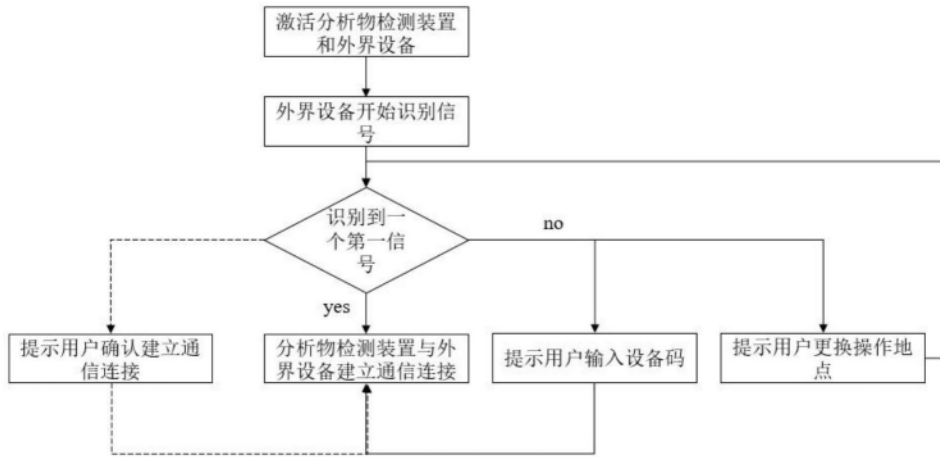 激活分析物检测装置
和外界设备
外界设备开始识别信
号
识别到一
个第一信
号
no
yes
提示用户确认建立通
信连接
分析物检测装置与外
界设备建立通信连接
提示用户输入设备码
提示用户更换操作地
点